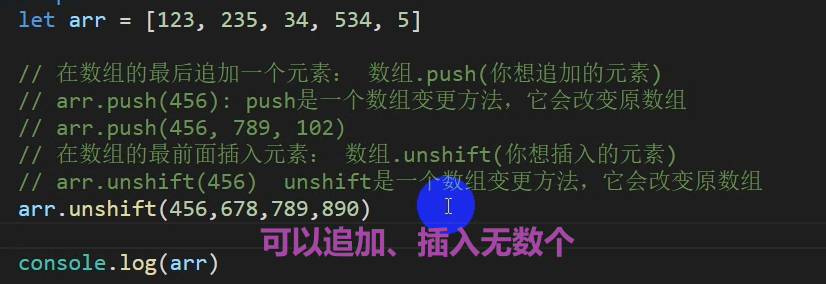 let arr = [123, 235, 34, 534, 5]
// 在数组的最后追加一个元素： 数组.push(你想追加的元素)
// arr.push(456): push是一个数组变更方法，它会改变原数组
// arr.push(456, 789, 102)
// 在数组的最前面插入元素： 数组.unshift(你想插入的元素)
// arr.unshift(456)  unshift是一个数组变更方法，它会改变原数组
arr.unshift(456,678,789,890)
可以追加、插入无数个
console.log(arr)